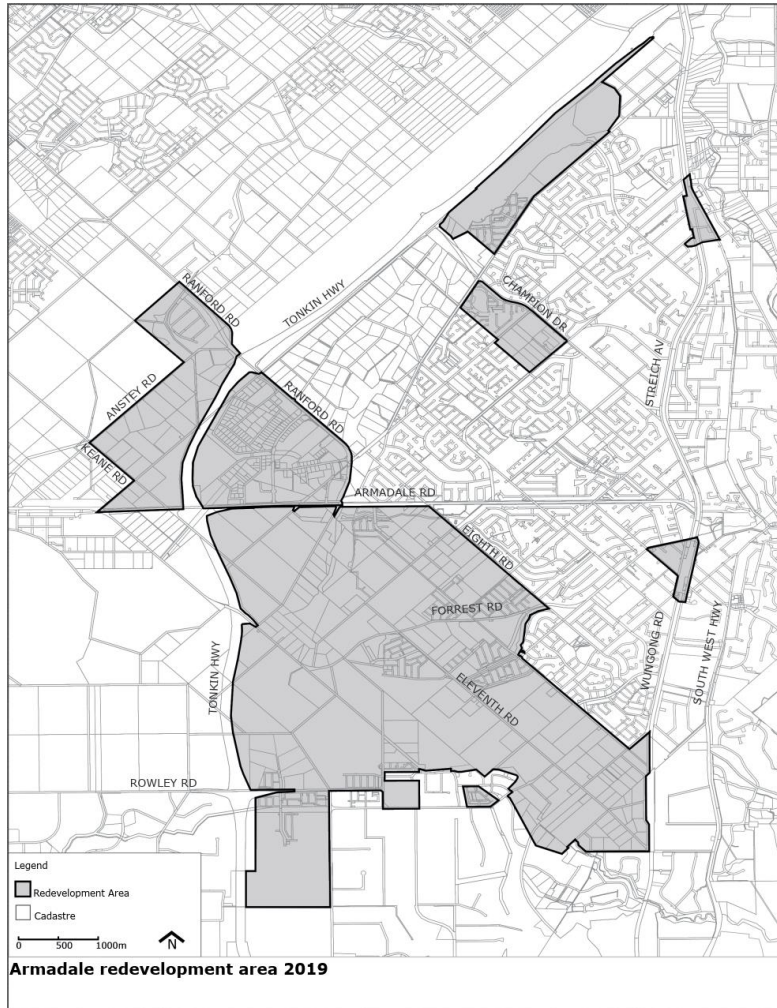 RANFORD RD
TONKIN HWY
CHAMPION DR
STREICH AV
ANSTEY RD
RANFORD RD
KEANE RD
ARMADALE RD
EIGHTH RD
FORREST RD
TONKIN HWY
ELEVENTH RD
WUNGONG RD
SOUTH WEST HWY
ROWLEY RD
Legend
Redevelopment Area
Cadastre
0 500 1000m
N
Armadale redevelopment area 2019